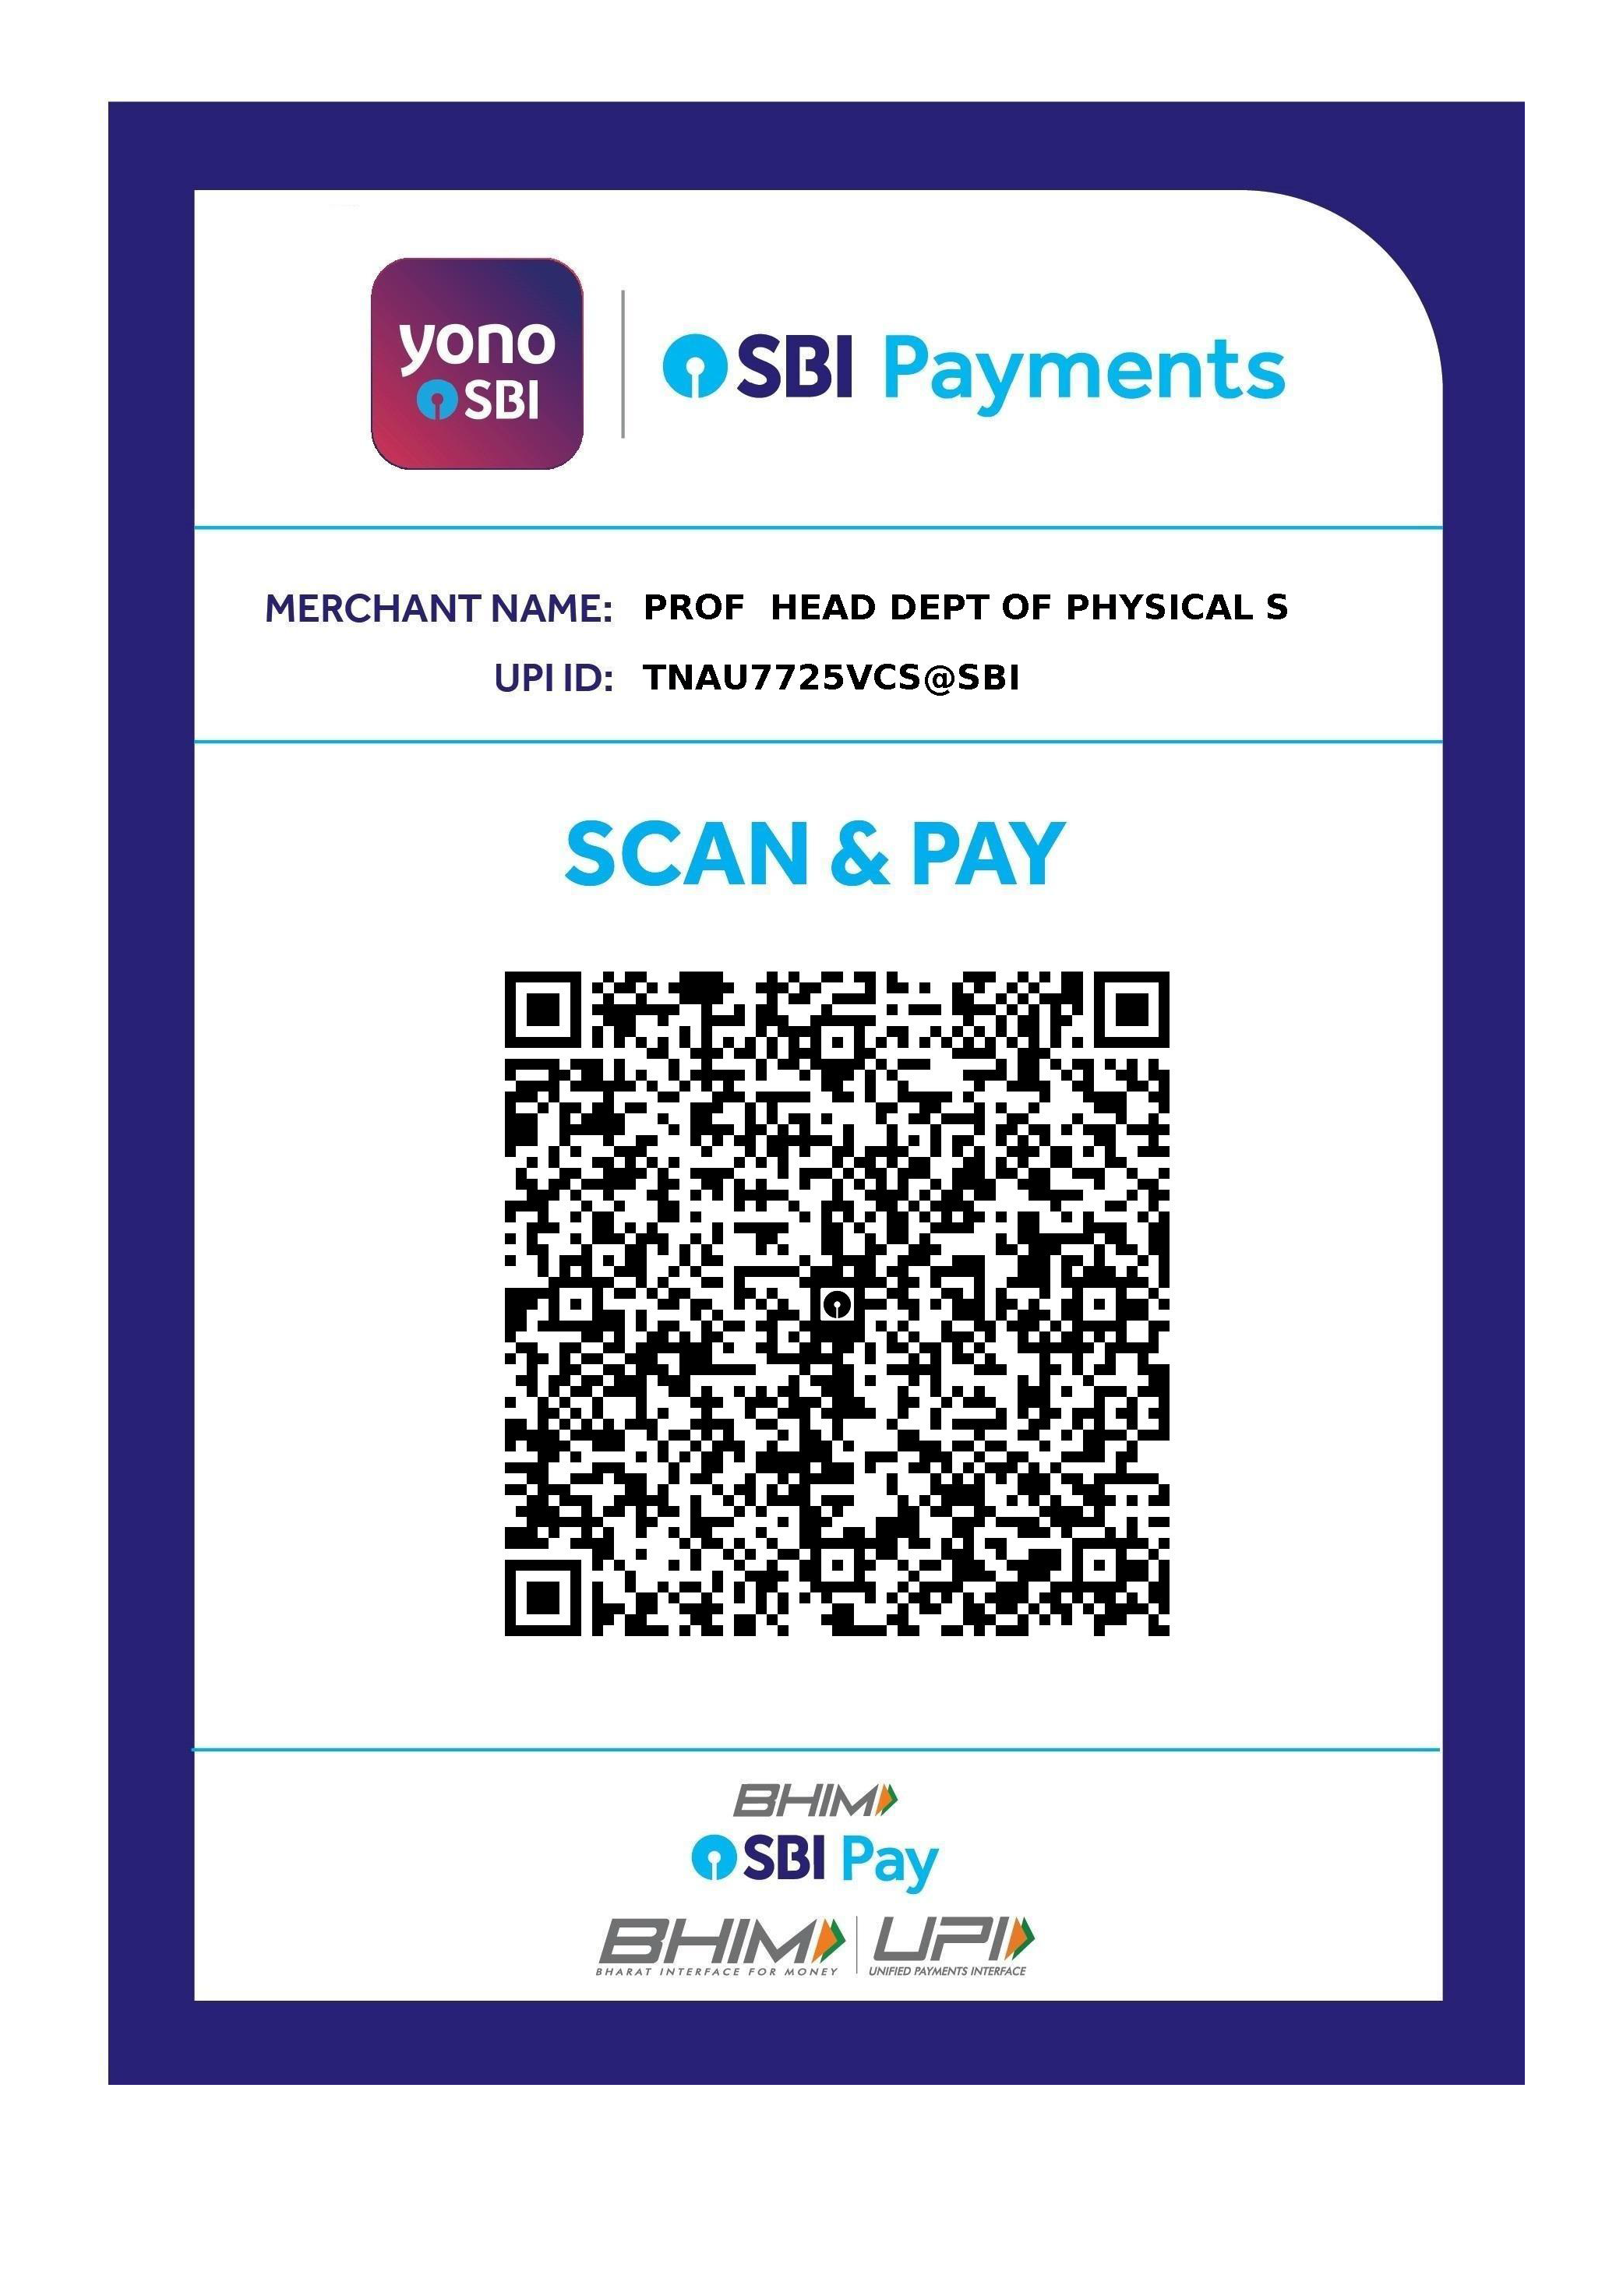 yono
SBI
SBI Payments
MERCHANT NAME: PROF HEAD DEPT OF PHYSICAL S
UPI ID: TNAU7725VCS@SBI
SCAN & PAY
BHIM
SBI Pay
BHIM UPI
BHARAT INTERFACE FOR MONEY UNIFIED PAYMENTS INTERFACE